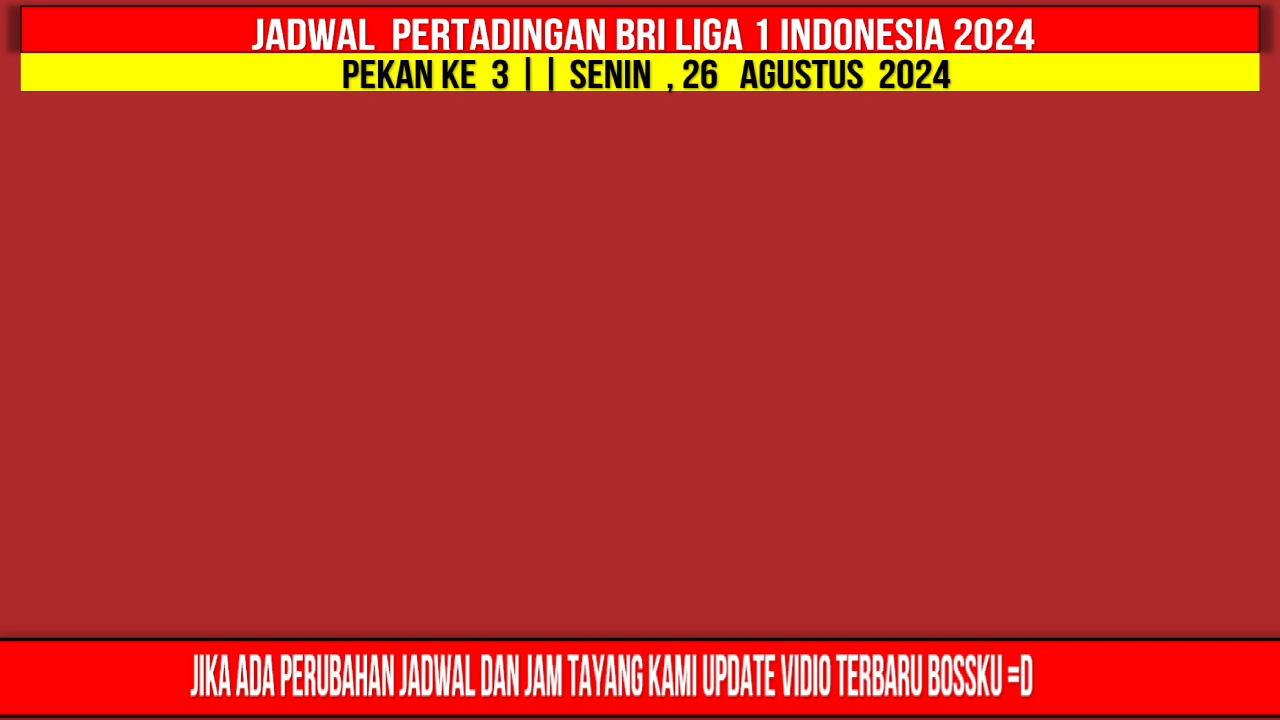 JADWAL PERTADINGAN BRI LIGA 1 INDONESIA 2024
PEKAN KE 3 || SENIN , 26 AGUSTUS 2024
JIKA ADA PERUBAHAN JADWAL DAN JAM TAYANG KAMI UPDATE VIDIO TERBARU BOSSKU =D